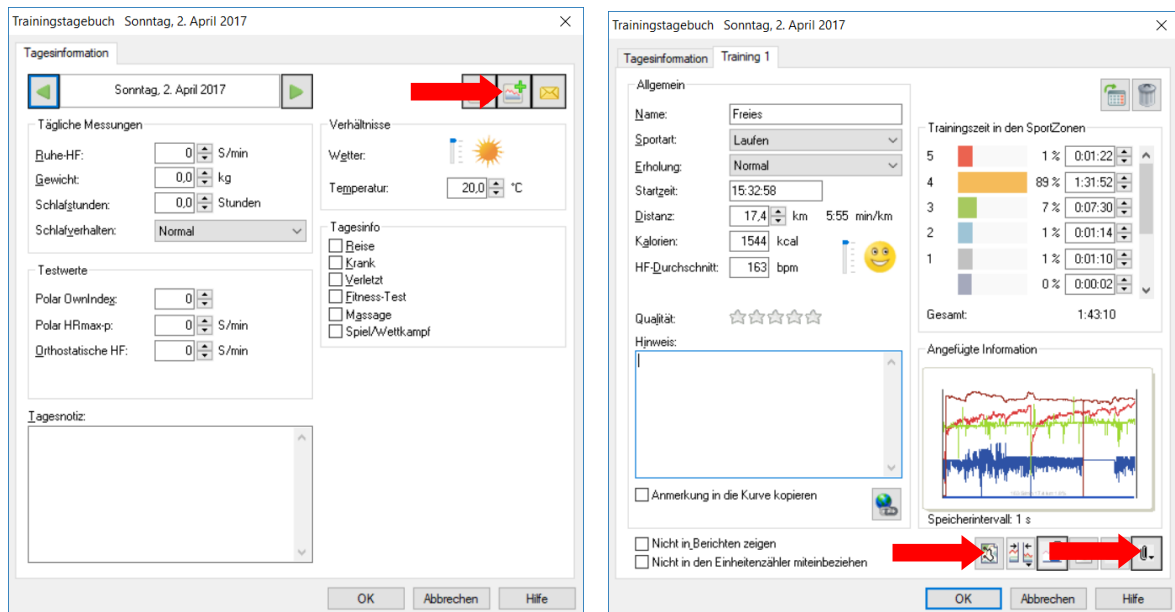 Trainingstagebuch Sonntag, 2. April 2017
Tagesinformation
Sonntag, 2. April 2017
Tägliche Messungen
Ruhe-HF: 0 S/min
Gewicht: 0,0 kg
Schlafstunden: 0,0 Stunden
Schlafverhalten: Normal
Testwerte
Polar OwnIndex: 0
Polar HRmax-p: 0 S/min
Orthostatische HF: 0 S/min
Tagesnotiz:
Verhältnisse
Wetter:
Temperatur: 20,0 °C
Tagesinfo
Reise
Krank
Verletzt
Fitness-Test
Massage
Spiel/Wettkampf
OK Abbrechen Hilfe
Trainingstagebuch Sonntag, 2. April 2017
Tagesinformation Training 1
Allgemein
Name: Freies
Sportart: Laufen
Erholung: Normal
Startzeit: 15:32:58
Distanz: 17,4 km 5:55 min/km
Kalorien: 1544 kcal
HF-Durchschnitt: 163 bpm
Qualität:
Hinweis:
Anmerkung in die Kurve kopieren
Nicht in Berichten zeigen
Nicht in den Einheitenzähler miteinbeziehen
Trainingszeit in den SportZonen
5 1 % 0:01:22
4 89 % 1:31:52
3 7 % 0:07:30
2 1 % 0:01:14
1 1 % 0:01:10
0 % 0:00:02
Gesamt: 1:43:10
Angefügte Information
Speicherintervall: 1 s
OK Abbrechen Hilfe